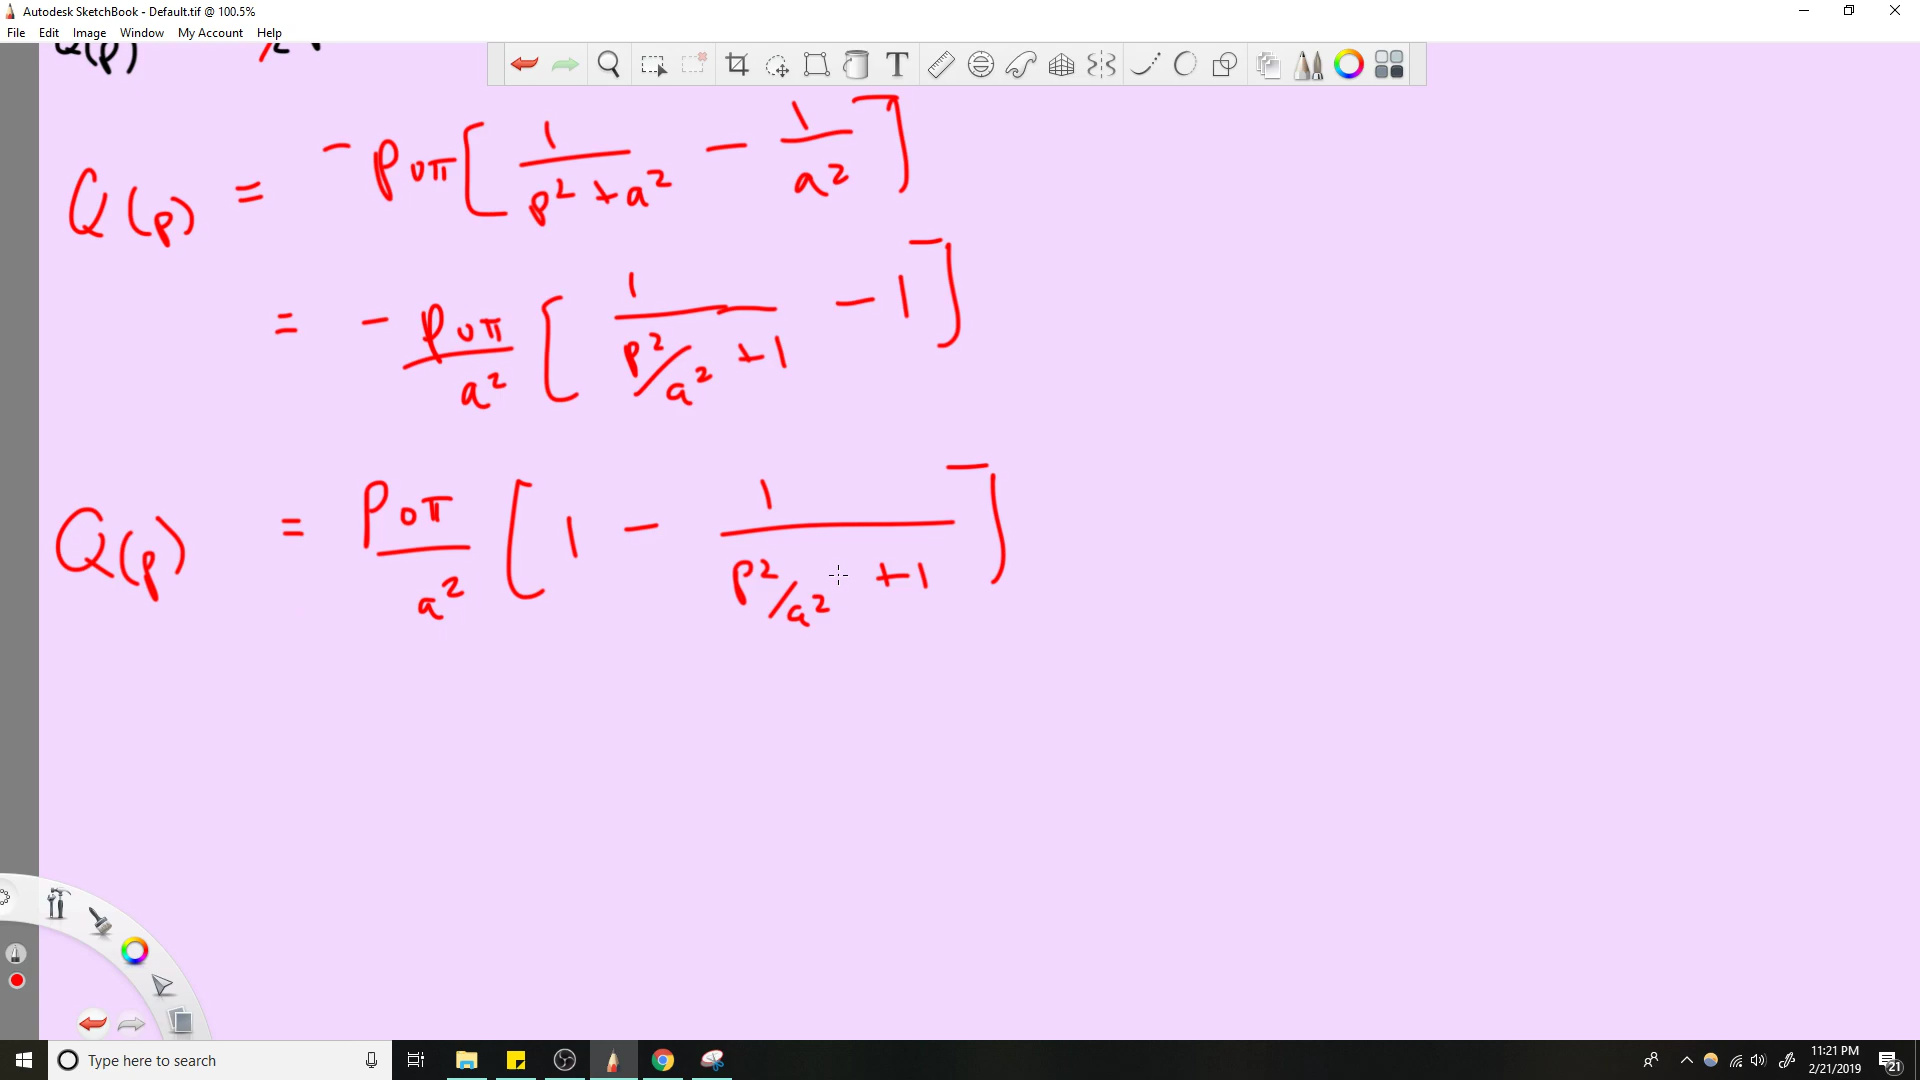 Autodesk SketchBook - Default.tif @ 100.5%
File Edit Image Window My Account Help
Q(p)
Q(p) = - ρ₀π [ 1/(p² + a²) - 1/a² ]
= - ρ₀π/a² [ 1/(p²/a² + 1) - 1 ]
Q(p) = ρ₀π/a² [ 1 - 1/(p²/a² + 1) ]
Type here to search
11:21 PM
2/21/2019
21